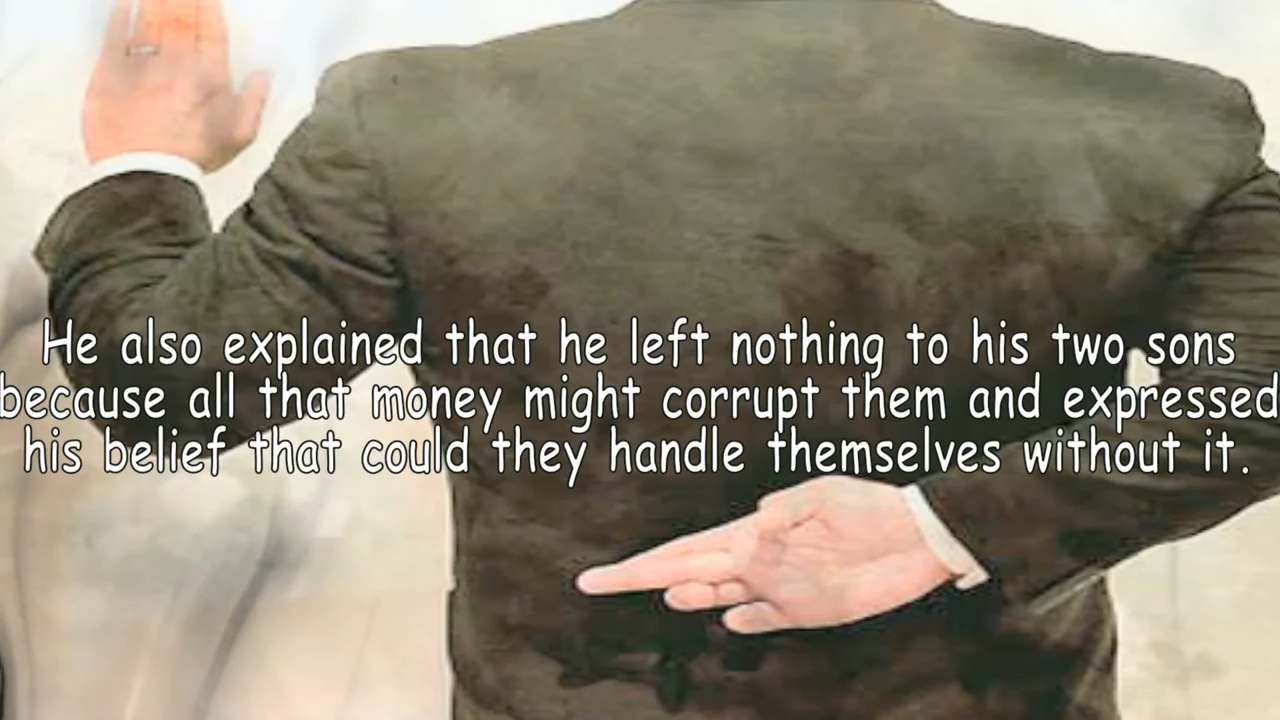 He also explained that he left nothing to his two sons
because all that money might corrupt them and expressed
his belief that could they handle themselves without it.